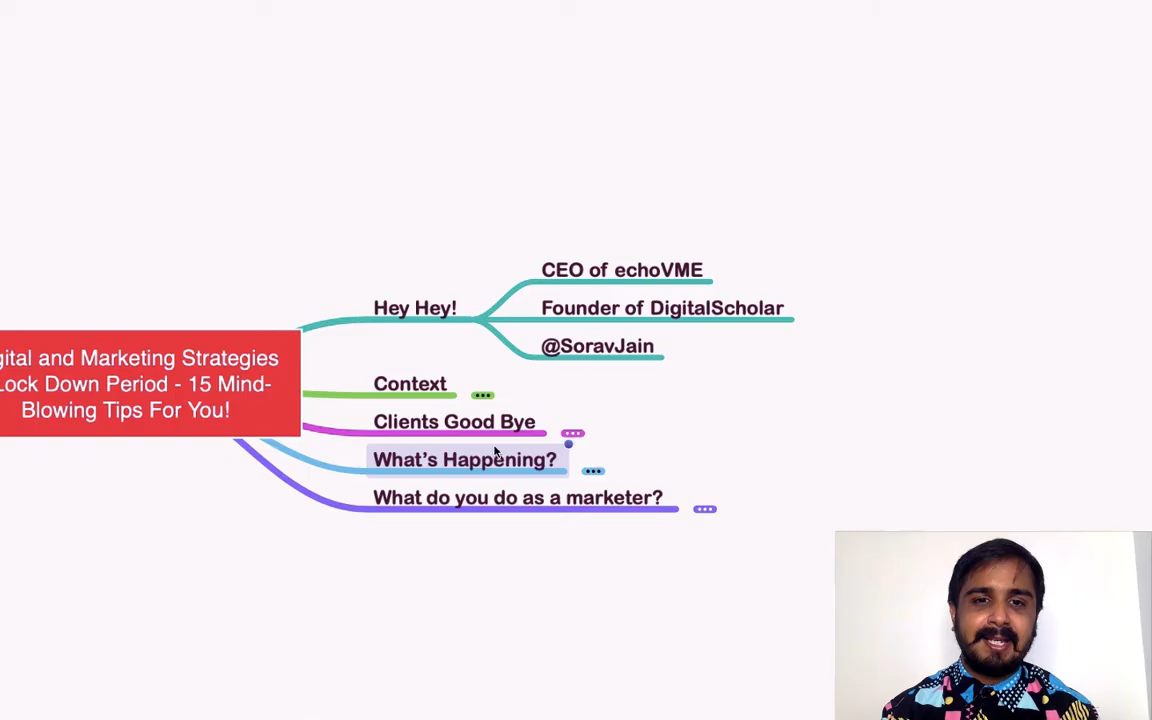 gital and Marketing Strategies
Lock Down Period - 15 Mind-
Blowing Tips For You!
Hey Hey!
CEO of echoVME
Founder of DigitalScholar
@SoravJain
Context
Clients Good Bye
What's Happening?
What do you do as a marketer?